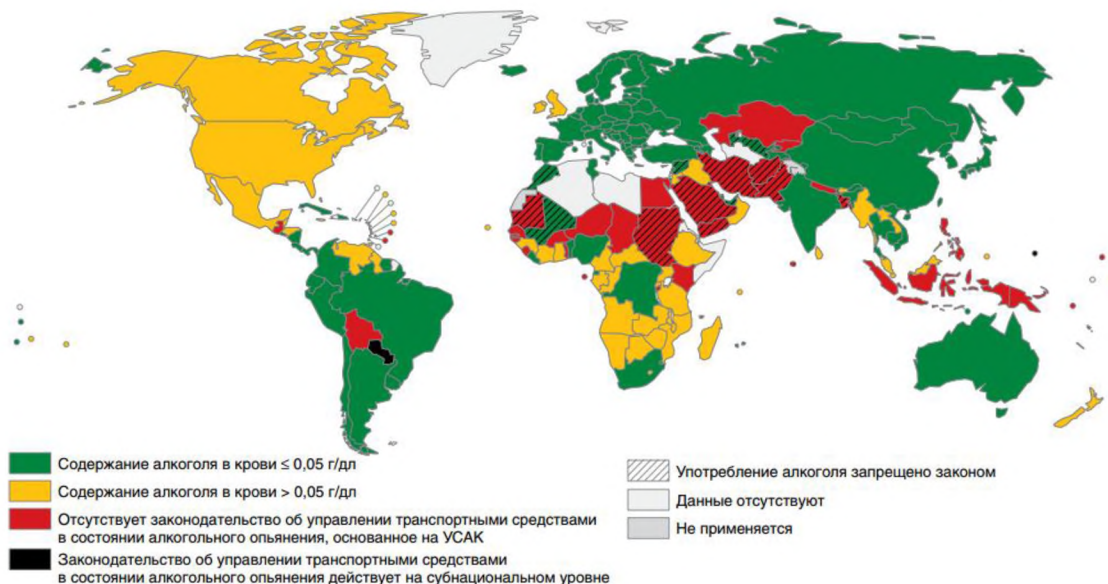 Содержание алкоголя в крови ≤ 0,05 г/дл
Содержание алкоголя в крови > 0,05 г/дл
Отсутствует законодательство об управлении транспортными средствами
в состоянии алкогольного опьянения, основанное на УСАК
Законодательство об управлении транспортными средствами
в состоянии алкогольного опьянения действует на субнациональном уровне
Употребление алкоголя запрещено законом
Данные отсутствуют
Не применяется